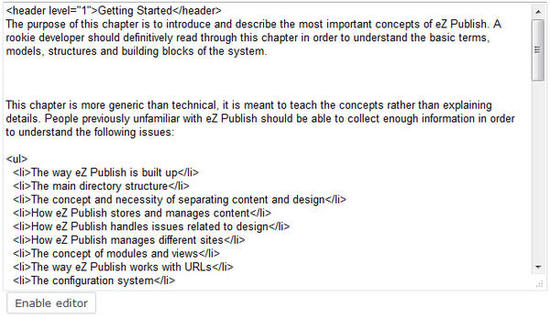 <header level="1">Getting Started</header>
The purpose of this chapter is to introduce and describe the most important concepts of eZ Publish. A
rookie developer should definitively read through this chapter in order to understand the basic terms,
models, structures and building blocks of the system.
This chapter is more generic than technical, it is meant to teach the concepts rather than explaining
details. People previously unfamiliar with eZ Publish should be able to collect enough information in order
to understand the following issues:
<ul>
<li>The way eZ Publish is built up</li>
<li>The main directory structure</li>
<li>The concept and necessity of separating content and design</li>
<li>How eZ Publish stores and manages content</li>
<li>How eZ Publish handles issues related to design</li>
<li>How eZ Publish manages different sites</li>
<li>The concept of modules and views</li>
<li>The way eZ Publish works with URLs</li>
<li>The configuration system</li>
Enable editor